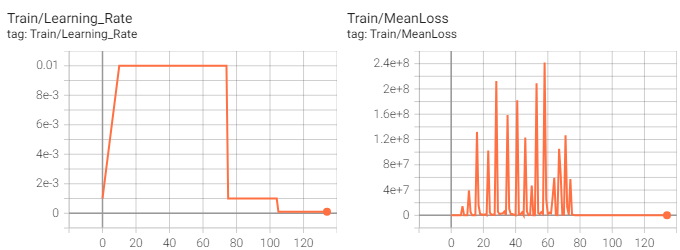 Train/Learning_Rate
tag: Train/Learning_Rate
0.01
8e-3
6e-3
4e-3
2e-3
0
0 20 40 60 80 100 120
Train/MeanLoss
tag: Train/MeanLoss
2.4e+8
2e+8
1.6e+8
1.2e+8
8e+7
4e+7
0
0 20 40 60 80 100 120